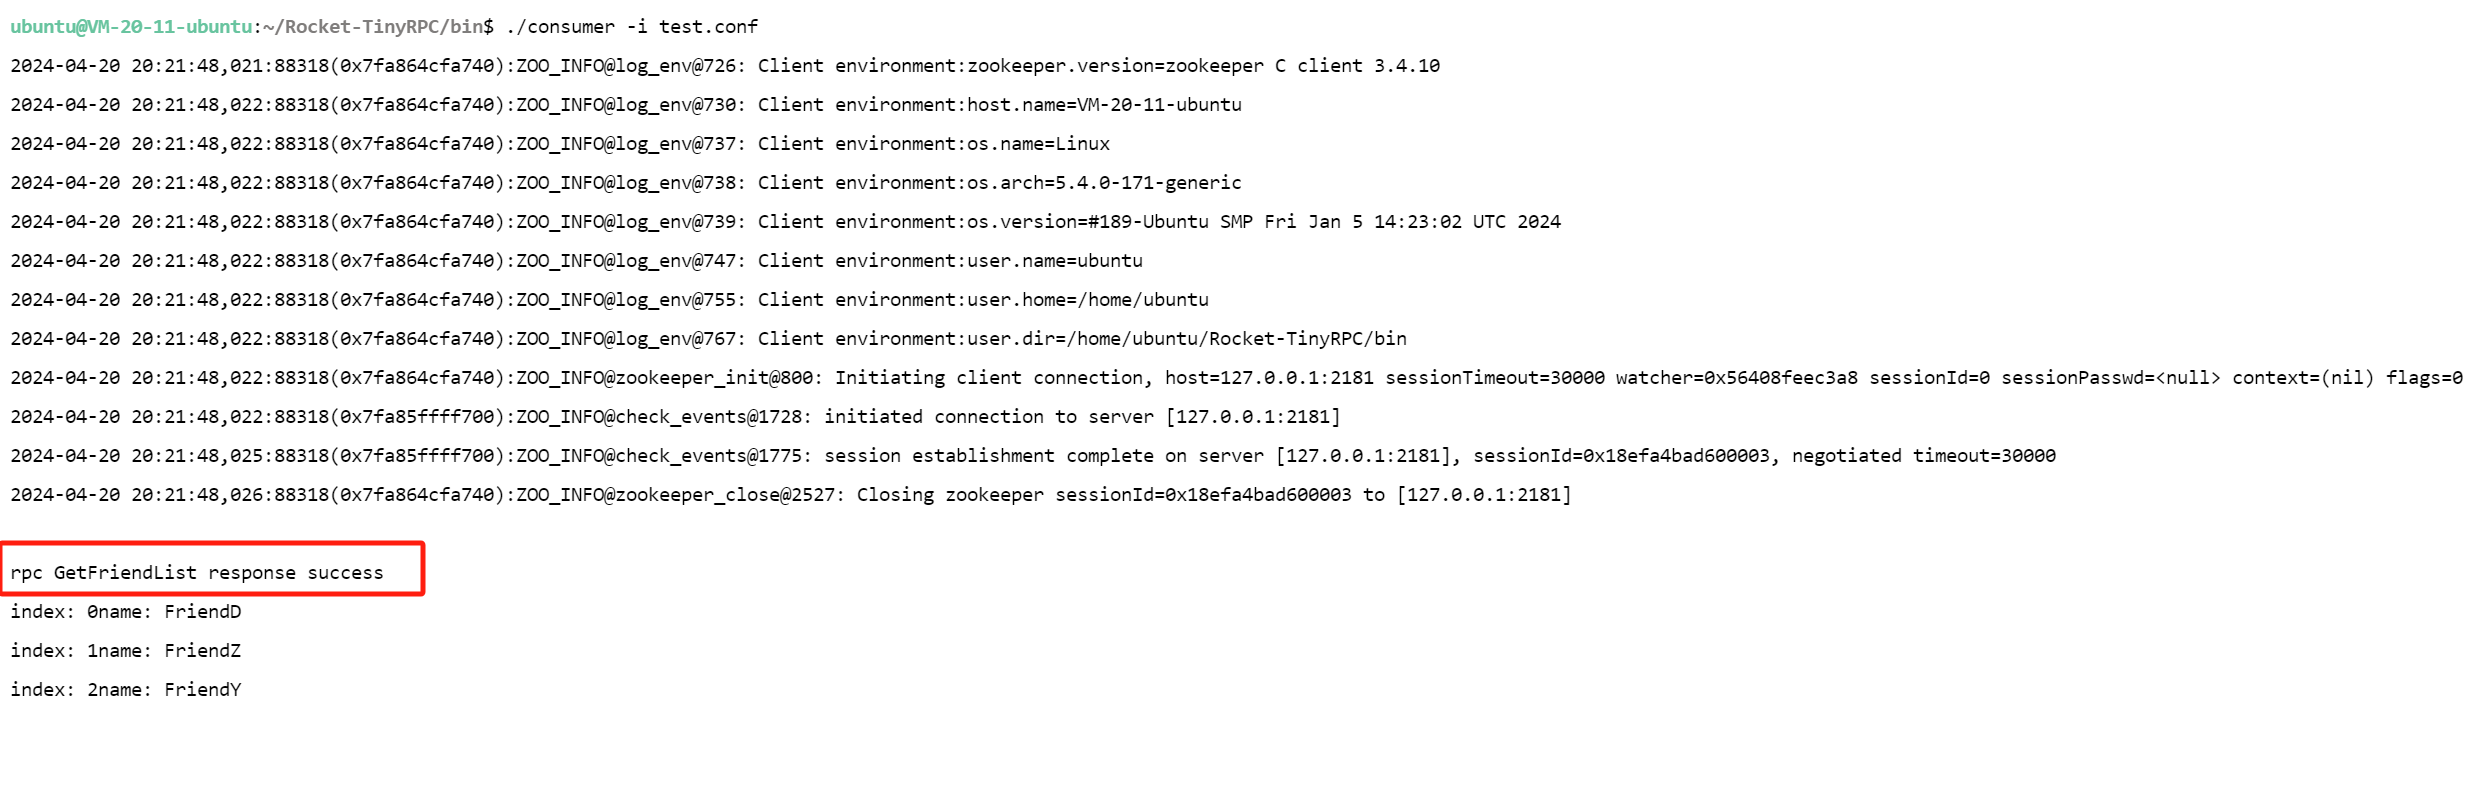 ubuntu@VM-20-11-ubuntu:~/Rocket-TinyRPC/bin$ ./consumer -i test.conf
2024-04-20 20:21:48,021:88318(0x7fa864cfa740):ZOO_INFO@log_env@726: Client environment:zookeeper.version=zookeeper C client 3.4.10
2024-04-20 20:21:48,022:88318(0x7fa864cfa740):ZOO_INFO@log_env@730: Client environment:host.name=VM-20-11-ubuntu
2024-04-20 20:21:48,022:88318(0x7fa864cfa740):ZOO_INFO@log_env@737: Client environment:os.name=Linux
2024-04-20 20:21:48,022:88318(0x7fa864cfa740):ZOO_INFO@log_env@738: Client environment:os.arch=5.4.0-171-generic
2024-04-20 20:21:48,022:88318(0x7fa864cfa740):ZOO_INFO@log_env@739: Client environment:os.version=#189-Ubuntu SMP Fri Jan 5 14:23:02 UTC 2024
2024-04-20 20:21:48,022:88318(0x7fa864cfa740):ZOO_INFO@log_env@747: Client environment:user.name=ubuntu
2024-04-20 20:21:48,022:88318(0x7fa864cfa740):ZOO_INFO@log_env@755: Client environment:user.home=/home/ubuntu
2024-04-20 20:21:48,022:88318(0x7fa864cfa740):ZOO_INFO@log_env@767: Client environment:user.dir=/home/ubuntu/Rocket-TinyRPC/bin
2024-04-20 20:21:48,022:88318(0x7fa864cfa740):ZOO_INFO@zookeeper_init@800: Initiating client connection, host=127.0.0.1:2181 sessionTimeout=30000 watcher=0x56408feec3a8 sessionId=0 sessionPasswd=<null> context=(nil) flags=0
2024-04-20 20:21:48,022:88318(0x7fa85ffff700):ZOO_INFO@check_events@1728: initiated connection to server [127.0.0.1:2181]
2024-04-20 20:21:48,025:88318(0x7fa85ffff700):ZOO_INFO@check_events@1775: session establishment complete on server [127.0.0.1:2181], sessionId=0x18efa4bad600003, negotiated timeout=30000
2024-04-20 20:21:48,026:88318(0x7fa864cfa740):ZOO_INFO@zookeeper_close@2527: Closing zookeeper sessionId=0x18efa4bad600003 to [127.0.0.1:2181]
rpc GetFriendList response success
index: 0name: FriendD
index: 1name: FriendZ
index: 2name: FriendY